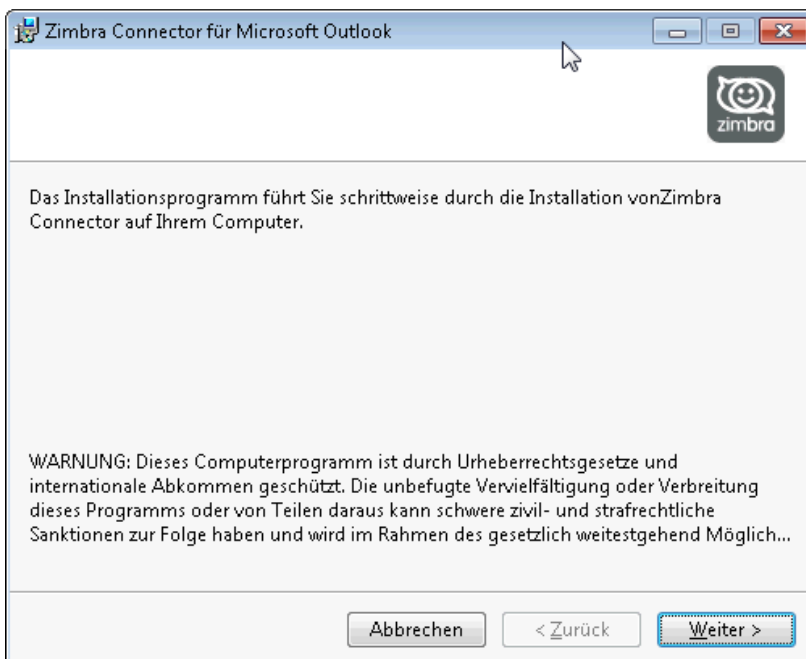 Zimbra Connector für Microsoft Outlook
zimbra
Das Installationsprogramm führt Sie schrittweise durch die Installation vonZimbra
Connector auf Ihrem Computer.
WARNUNG: Dieses Computerprogramm ist durch Urheberrechtsgesetze und
internationale Abkommen geschützt. Die unbefugte Vervielfältigung oder Verbreitung
dieses Programms oder von Teilen daraus kann schwere zivil- und strafrechtliche
Sanktionen zur Folge haben und wird im Rahmen des gesetzlich weitestgehend Möglich...
Abbrechen
< Zurück
Weiter >